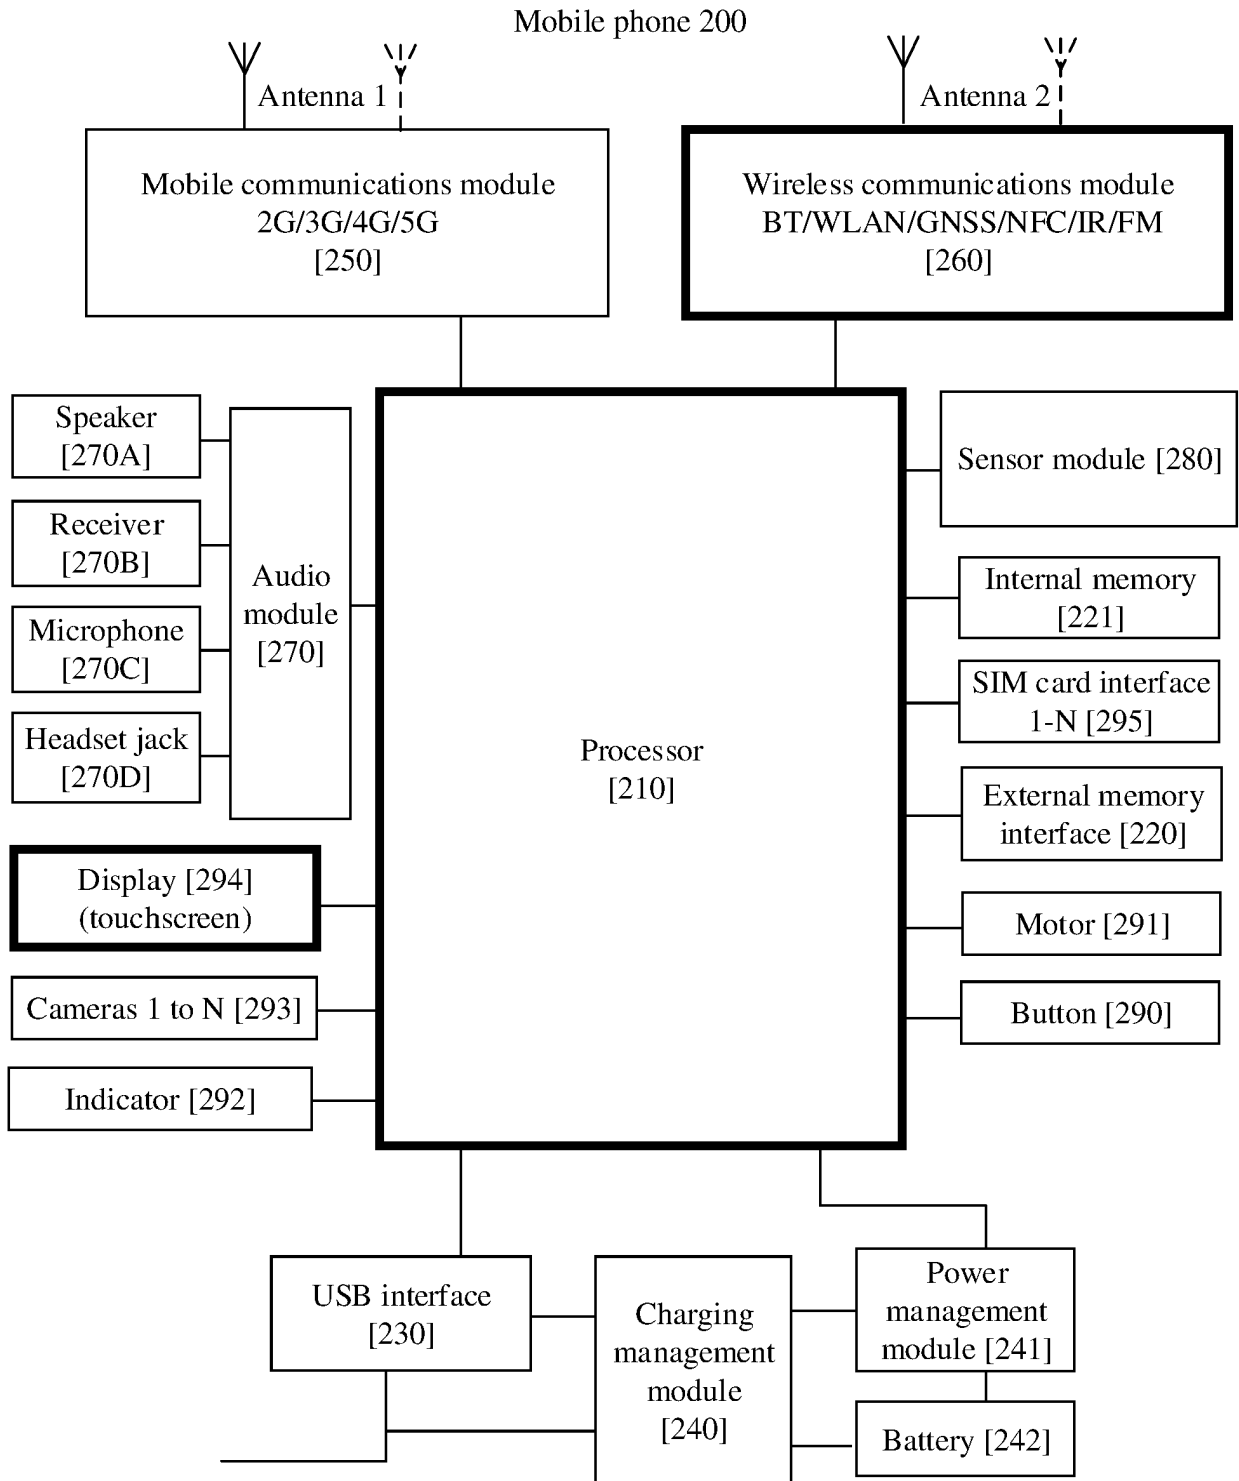 Mobile phone 200
Antenna 1
Antenna 2
Mobile communications module
2G/3G/4G/5G
[250]
Wireless communications module
BT/WLAN/GNSS/NFC/IR/FM
[260]
Speaker
[270A]
Receiver
[270B]
Microphone
[270C]
Headset jack
[270D]
Audio
module
[270]
Display [294]
(touchscreen)
Cameras 1 to N [293]
Indicator [292]
Processor
[210]
Sensor module [280]
Internal memory
[221]
SIM card interface
1-N [295]
External memory
interface [220]
Motor [291]
Button [290]
USB interface
[230]
Charging
management
module
[240]
Power
management
module [241]
Battery [242]